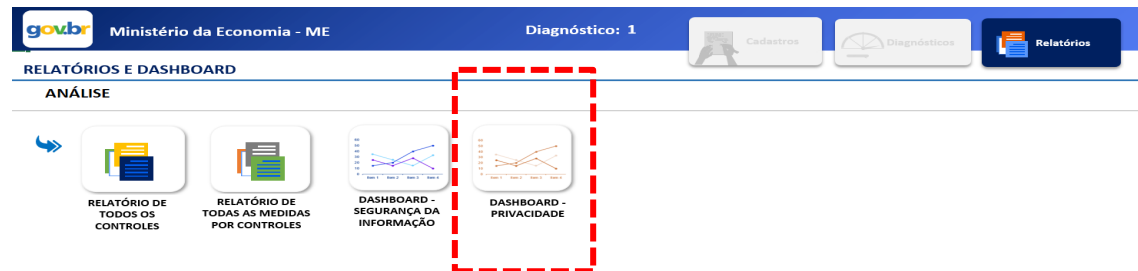 gov.br
Ministério da Economia - ME
Diagnóstico: 1
Cadastros
Diagnósticos
Relatórios
RELATÓRIOS E DASHBOARD
ANÁLISE
RELATÓRIO DE
TODOS OS
CONTROLES
RELATÓRIO DE
TODAS AS MEDIDAS
POR CONTROLES
DASHBOARD -
SEGURANÇA DA
INFORMAÇÃO
DASHBOARD -
PRIVACIDADE